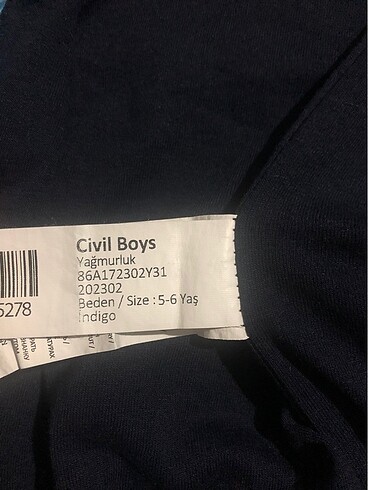 Civil Boys
Yağmurluk
86A172302Y31
202302
5278
Beden / Size : 5-6 Yaş
İndigo